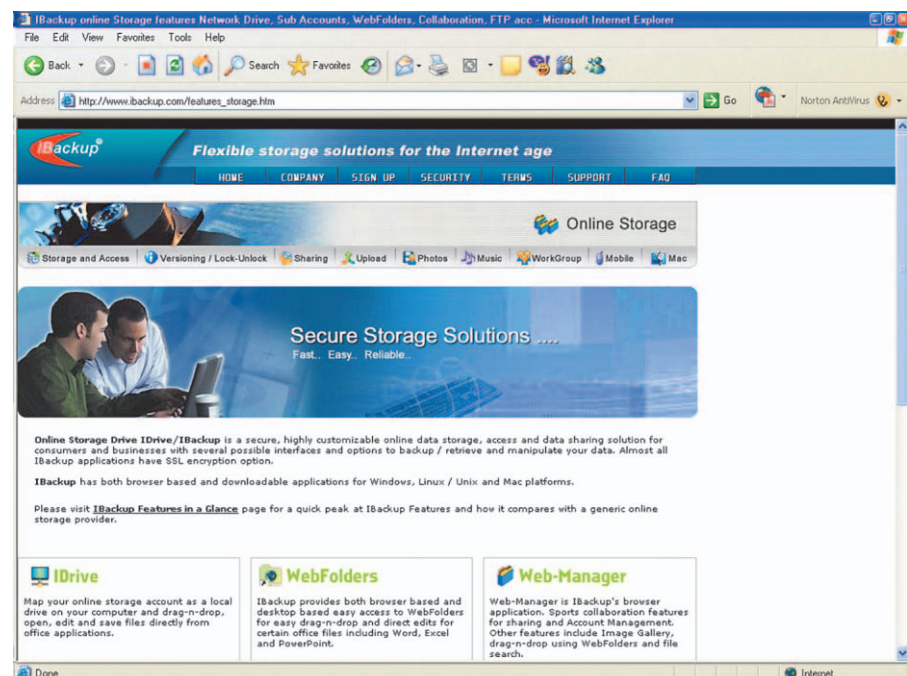 IBackup online Storage features Network Drive, Sub Accounts, WebFolders, Collaboration, FTP acc - Microsoft Internet Explorer
File Edit View Favorites Tools Help
Back Search Favorites
Address http://www.ibackup.com/features_storage.htm Go Norton AntiVirus
IBackup®
Flexible storage solutions for the Internet age
HOME COMPANY SIGN UP SECURITY TERMS SUPPORT FAQ
Online Storage
Storage and Access Versioning / Lock-Unlock Sharing Upload Photos Music WorkGroup Mobile Mac
Secure Storage Solutions ....
Fast.. Easy.. Reliable..
Online Storage Drive IDrive/IBackup is a secure, highly customizable online data storage, access and data sharing solution for
consumers and businesses with several possible interfaces and options to backup / retrieve and manipulate your data. Almost all
IBackup applications have SSL encryption option.
IBackup has both browser based and downloadable applications for Windows, Linux / Unix and Mac platforms.
Please visit IBackup Features in a Glance page for a quick peak at IBackup Features and how it compares with a generic online
storage provider.
IDrive
Map your online storage account as a local
drive on your computer and drag-n-drop,
open, edit and save files directly from
office applications.
WebFolders
IBackup provides both browser based and
desktop based easy access to WebFolders
for easy drag-n-drop and direct edits for
certain office files including Word, Excel
and PowerPoint.
Web-Manager
Web-Manager is IBackup's browser
application. Sports collaboration features
for sharing and Account Management.
Other features include Image Gallery,
drag-n-drop using WebFolders and file
search.
Done Internet